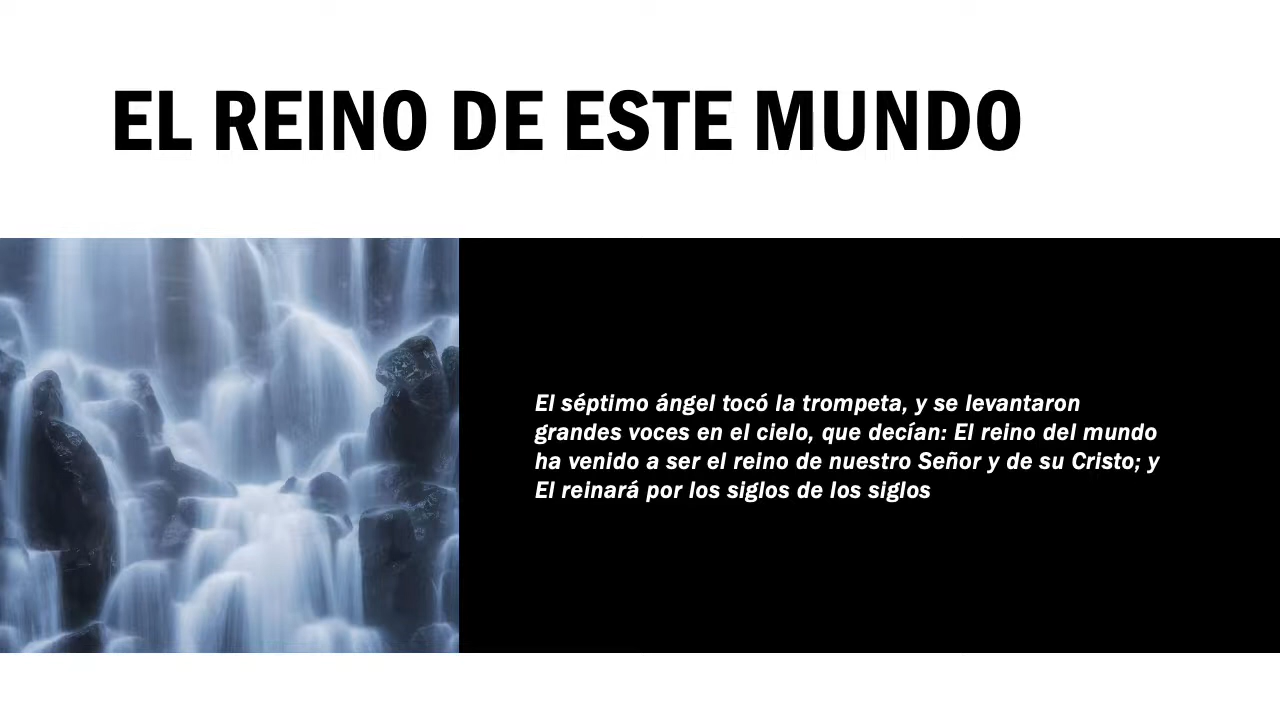 EL REINO DE ESTE MUNDO
El séptimo ángel tocó la trompeta, y se levantaron
grandes voces en el cielo, que decían: El reino del mundo
ha venido a ser el reino de nuestro Señor y de su Cristo; y
El reinará por los siglos de los siglos